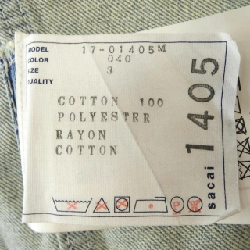 MODEL 17-01405M
COLOR 040
SIZE 3
QUALITY
COTTON 100
POLYESTER
RAYON
COTTON
sacai 1405